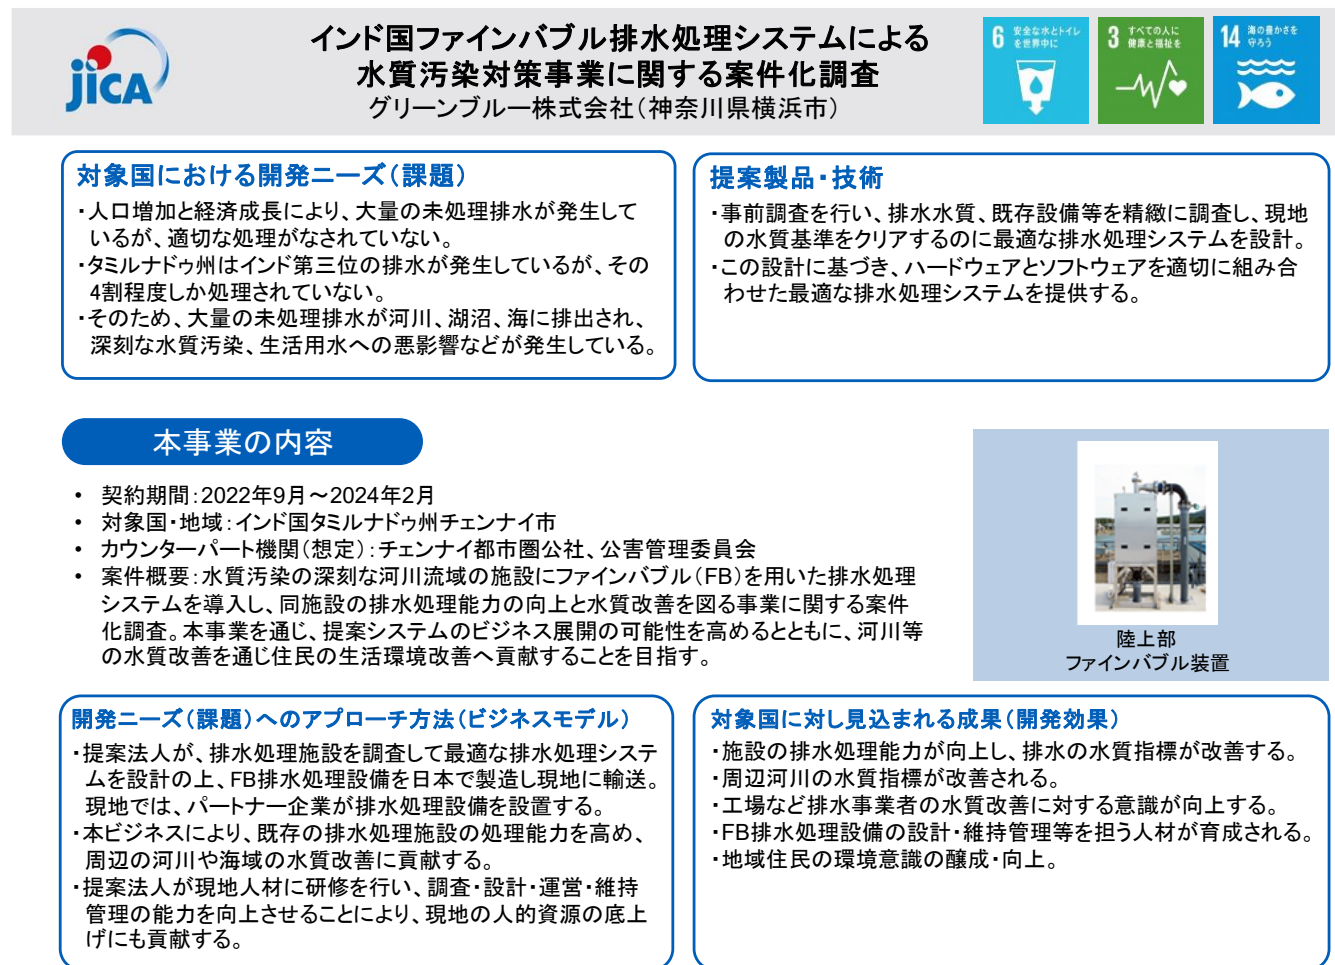 jICA
インド国ファインバブル排水処理システムによる
水質汚染対策事業に関する案件化調査
グリーンブルー株式会社（神奈川県横浜市）
6 安全な水とトイレ
を世界中に
3 すべての人に
健康と福祉を
14 海の豊かさを
守ろう
対象国における開発ニーズ（課題）
・人口増加と経済成長により、大量の未処理排水が発生して
いるが、適切な処理がなされていない。
・タミルナドゥ州はインド第三位の排水が発生しているが、その
4割程度しか処理されていない。
・そのため、大量の未処理排水が河川、湖沼、海に排出され、
深刻な水質汚染、生活用水への悪影響などが発生している。
提案製品・技術
・事前調査を行い、排水水質、既存設備等を精緻に調査し、現地
の水質基準をクリアするのに最適な排水処理システムを設計。
・この設計に基づき、ハードウェアとソフトウェアを適切に組み合
わせた最適な排水処理システムを提供する。
本事業の内容
• 契約期間：2022年9月～2024年2月
• 対象国・地域：インド国タミルナドゥ州チェンナイ市
• カウンターパート機関（想定）：チェンナイ都市圏公社、公害管理委員会
• 案件概要：水質汚染の深刻な河川流域の施設にファインバブル（FB）を用いた排水処理
システムを導入し、同施設の排水処理能力の向上と水質改善を図る事業に関する案件
化調査。本事業を通じ、提案システムのビジネス展開の可能性を高めるとともに、河川等
の水質改善を通じ住民の生活環境改善へ貢献することを目指す。
陸上部
ファインバブル装置
開発ニーズ（課題）へのアプローチ方法（ビジネスモデル）
・提案法人が、排水処理施設を調査して最適な排水処理システ
ムを設計の上、FB排水処理設備を日本で製造し現地に輸送。
現地では、パートナー企業が排水処理設備を設置する。
・本ビジネスにより、既存の排水処理施設の処理能力を高め、
周辺の河川や海域の水質改善に貢献する。
・提案法人が現地人材に研修を行い、調査・設計・運営・維持
管理の能力を向上させることにより、現地の人的資源の底上
げにも貢献する。
対象国に対し見込まれる成果（開発効果）
・施設の排水処理能力が向上し、排水の水質指標が改善する。
・周辺河川の水質指標が改善される。
・工場など排水事業者の水質改善に対する意識が向上する。
・FB排水処理設備の設計・維持管理等を担う人材が育成される。
・地域住民の環境意識の醸成・向上。